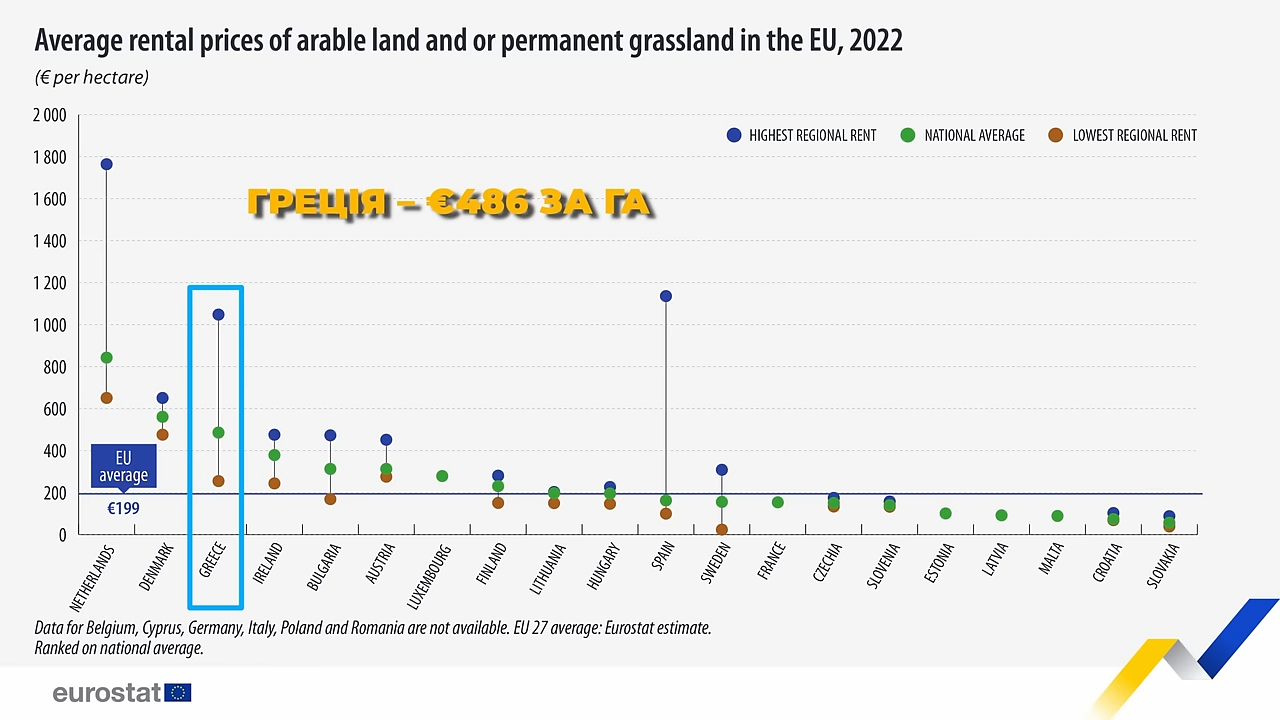 Average rental prices of arable land and or permanent grassland in the EU, 2022
(€ per hectare)
2 000
1 800
1 600
1 400
1 200
1 000
800
600
400
200
0
HIGHEST REGIONAL RENT
NATIONAL AVERAGE
LOWEST REGIONAL RENT
ГРЕЦІЯ – €486 ЗА ГА
EU
average
€199
NETHERLANDS
DENMARK
GREECE
IRELAND
BULGARIA
AUSTRIA
LUXEMBOURG
FINLAND
LITHUANIA
HUNGARY
SPAIN
SWEDEN
FRANCE
CZECHIA
SLOVENIA
ESTONIA
LATVIA
MALTA
CROATIA
SLOVAKIA
Data for Belgium, Cyprus, Germany, Italy, Poland and Romania are not available. EU 27 average: Eurostat estimate.
Ranked on national average.
eurostat